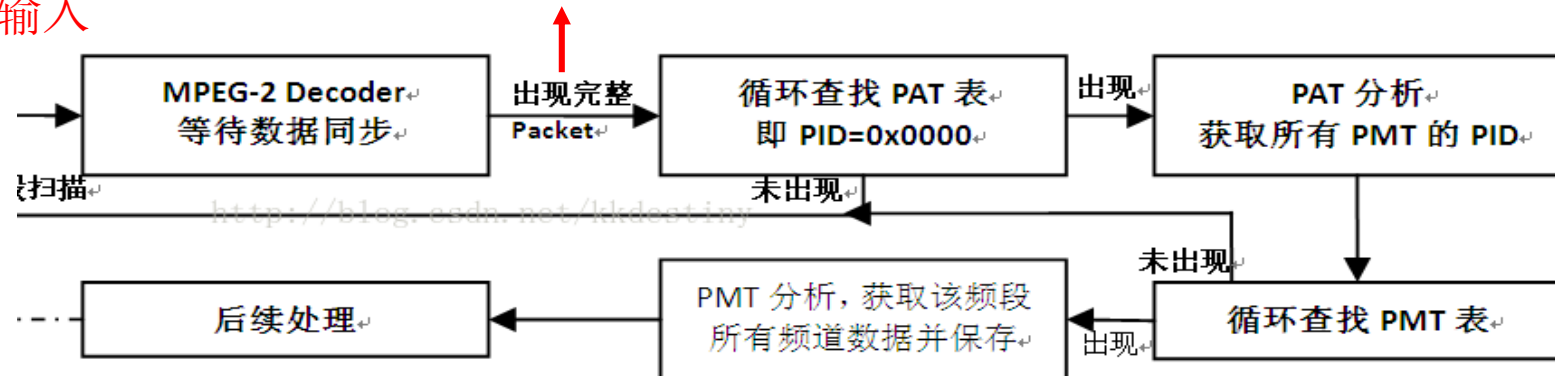 输入
MPEG-2 Decoder
等待数据同步
出现完整
Packet
循环查找 PAT 表
即 PID=0x0000
出现
PAT 分析
获取所有 PMT 的 PID
扫描
未出现
http://blog.csdn.net/kkdestiny
未出现
后续处理
PMT 分析，获取该频段
所有频道数据并保存
出现
循环查找 PMT 表